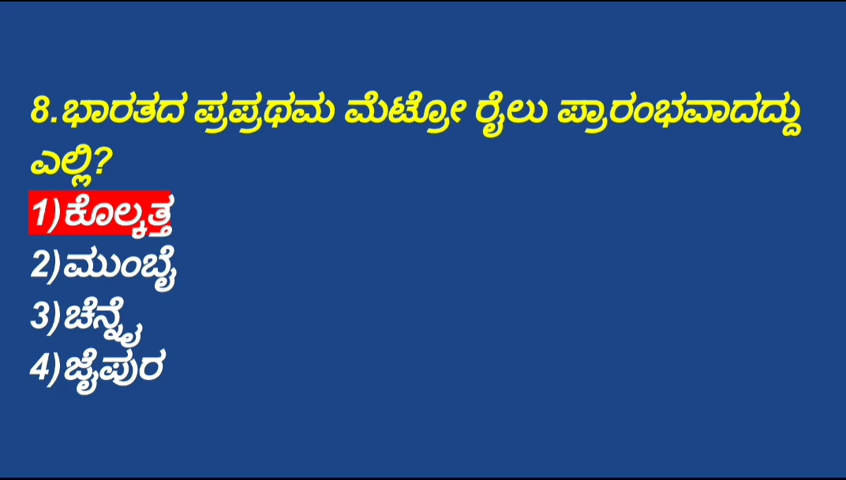 8.ಭಾರತದ ಪ್ರಪ್ರಥಮ ಮೆಟ್ರೋ ರೈಲು ಪ್ರಾರಂಭವಾದದ್ದು
ಎಲ್ಲಿ?
1)ಕೊಲ್ಕತ್ತ
2)ಮುಂಬೈ
3)ಚೆನ್ನೈ
4)ಜೈಪುರ